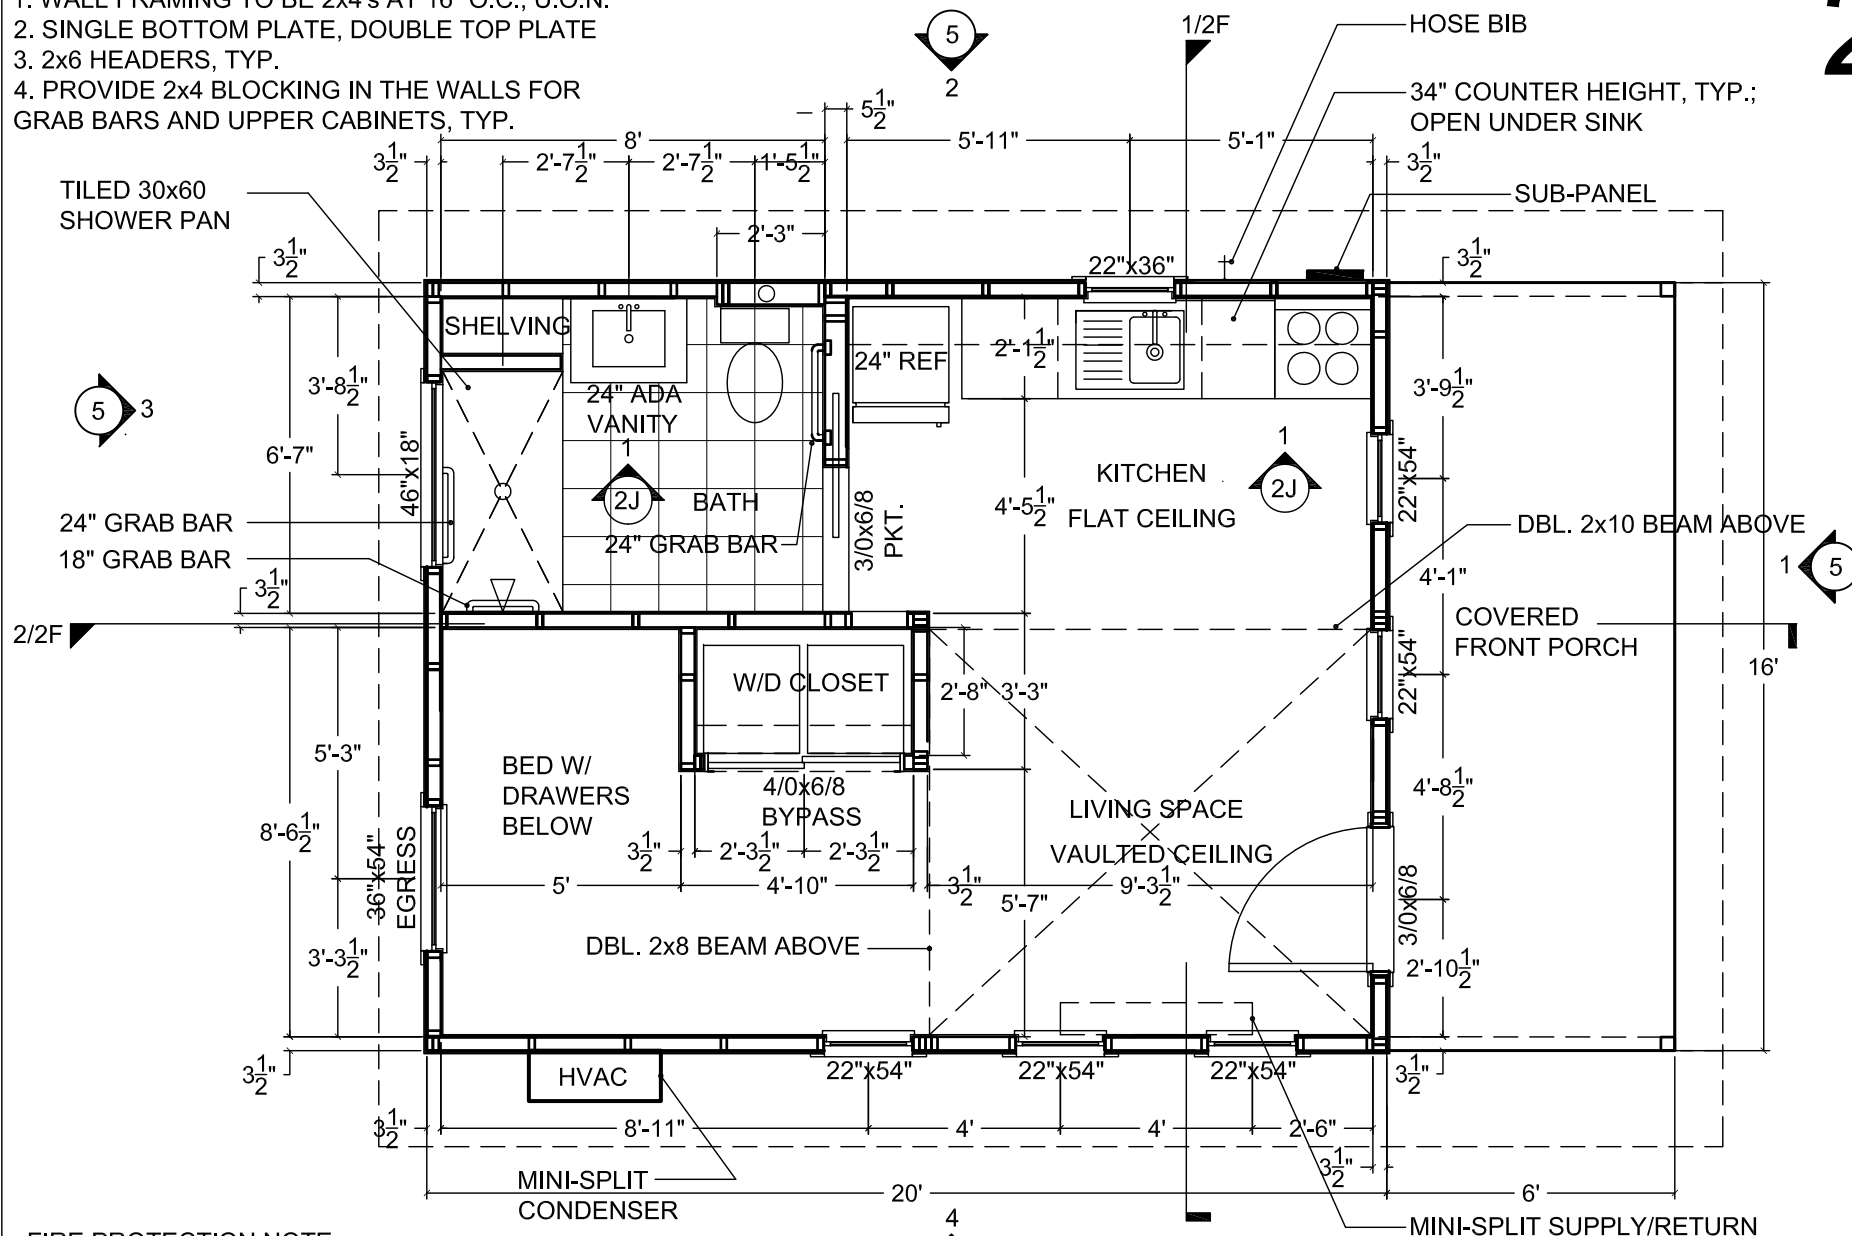 1. WALL FRAMING TO BE 2x4's AT 16" O.C., U.O.N.
2. SINGLE BOTTOM PLATE, DOUBLE TOP PLATE
3. 2x6 HEADERS, TYP.
4. PROVIDE 2x4 BLOCKING IN THE WALLS FOR
GRAB BARS AND UPPER CABINETS, TYP.
5
2
1/2F
HOSE BIB
34" COUNTER HEIGHT, TYP.;
OPEN UNDER SINK
2
8'
5 1/2"
5'-11"
5'-1"
3 1/2"
2'-7 1/2"
2'-7 1/2"
1'-5 1/2"
3 1/2"
TILED 30x60
SHOWER PAN
SUB-PANEL
2'-3"
3 1/2"
22"x36"
3 1/2"
SHELVING
24" REF
2'-1 1/2"
3'-8 1/2"
24" ADA
VANITY
3'-9 1/2"
5
3
6'-7"
46"x18"
1
2J
BATH
KITCHEN
FLAT CEILING
1
2J
22"x54"
4'-5 1/2"
24" GRAB BAR
18" GRAB BAR
24" GRAB BAR
3/0x6/8
PKT.
DBL. 2x10 BEAM ABOVE
4'-1"
1
5
3 1/2"
2/2F
COVERED
FRONT PORCH
22"x54"
16'
W/D CLOSET
2'-8"
3'-3"
5'-3"
BED W/
DRAWERS
BELOW
4/0x6/8
BYPASS
LIVING SPACE
VAULTED CEILING
4'-8 1/2"
8'-6 1/2"
36"x54"
EGRESS
3 1/2"
2'-3 1/2"
2'-3 1/2"
5'
4'-10"
3 1/2"
5'-7"
9'-3 1/2"
3/0x6/8
3'-3 1/2"
DBL. 2x8 BEAM ABOVE
2'-10 1/2"
3 1/2"
HVAC
22"x54"
22"x54"
22"x54"
3 1/2"
3 1/2"
8'-11"
4'
4'
2'-6"
3 1/2"
MINI-SPLIT
CONDENSER
20'
6'
4
MINI-SPLIT SUPPLY/RETURN
FIRE PROTECTION NOTE